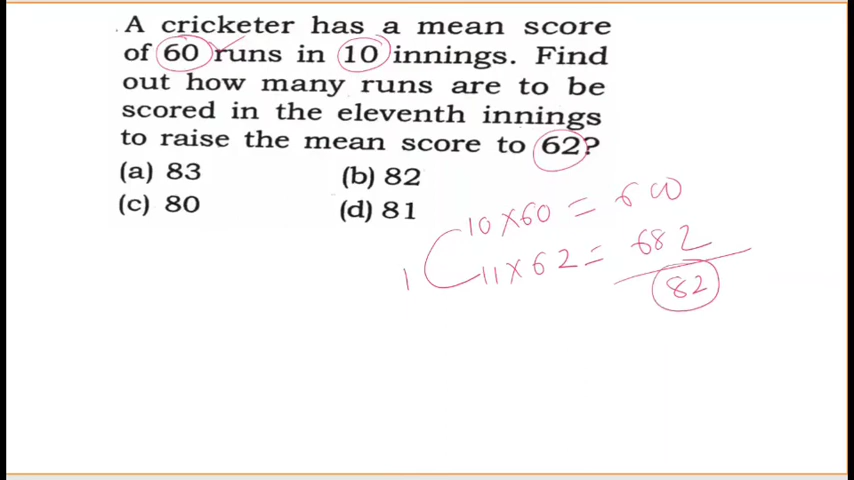 A cricketer has a mean score
of 60 runs in 10 innings. Find
out how many runs are to be
scored in the eleventh innings
to raise the mean score to 62?
(a) 83 (b) 82
(c) 80 (d) 81
10 × 60 = 600
11 × 62 = 682
1
82